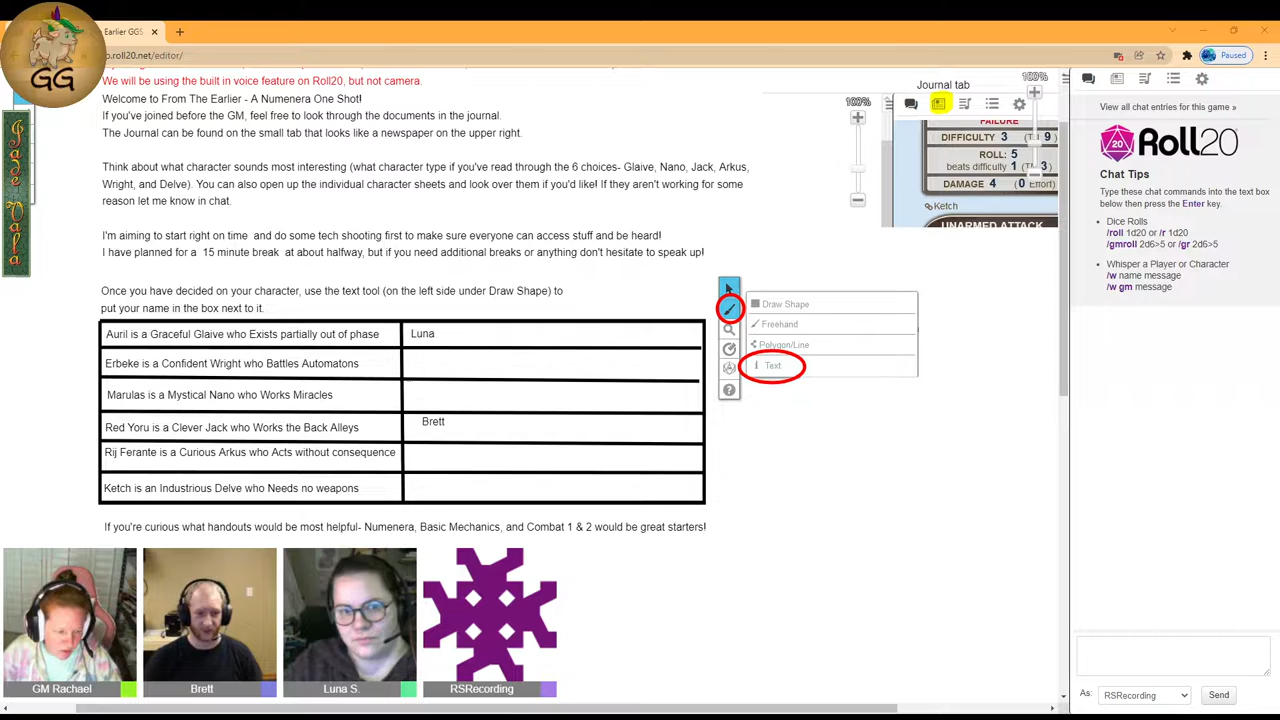 Earlier GGS
Paused
.roll20.net/editor/
GG
Jade Valla
We will be using the built in voice feature on Roll20, but not camera.
Welcome to From The Earlier - A Numenera One Shot!
If you've joined before the GM, feel free to look through the documents in the journal.
The Journal can be found on the small tab that looks like a newspaper on the upper right.
Think about what character sounds most interesting (what character type if you've read through the 6 choices- Glaive, Nano, Jack, Arkus,
Wright, and Delve). You can also open up the individual character sheets and look over them if you'd like! If they aren't working for some
reason let me know in chat.
I'm aiming to start right on time and do some tech shooting first to make sure everyone can access stuff and be heard!
I have planned for a 15 minute break at about halfway, but if you need additional breaks or anything don't hesitate to speak up!
Once you have decided on your character, use the text tool (on the left side under Draw Shape) to
put your name in the box next to it.
Auril is a Graceful Glaive who Exists partially out of phase Luna
Erbeke is a Confident Wright who Battles Automatons
Marulas is a Mystical Nano who Works Miracles
Red Yoru is a Clever Jack who Works the Back Alleys Brett
Rij Ferante is a Curious Arkus who Acts without consequence
Ketch is an Industrious Delve who Needs no weapons
If you're curious what handouts would be most helpful- Numenera, Basic Mechanics, and Combat 1 & 2 would be great starters!
Journal tab
100%
100%
FAILURE
DIFFICULTY 3 9
ROLL: 5
beats difficulty 1 3
DAMAGE 4 (0 Effort)
Ketch
UNARMED ATTACK
Draw Shape
Freehand
Polygon/Line
Text
View all chat entries for this game »
20 Roll20
Chat Tips
Type these chat commands into the text box
below then press the Enter key.
Dice Rolls
/roll 1d20 or /r 1d20
/gmroll 2d6>5 or /gr 2d6>5
Whisper a Player or Character
/w name message
/w gm message
As: RSRecording Send
GM Rachael
Brett
Luna S.
RSRecording